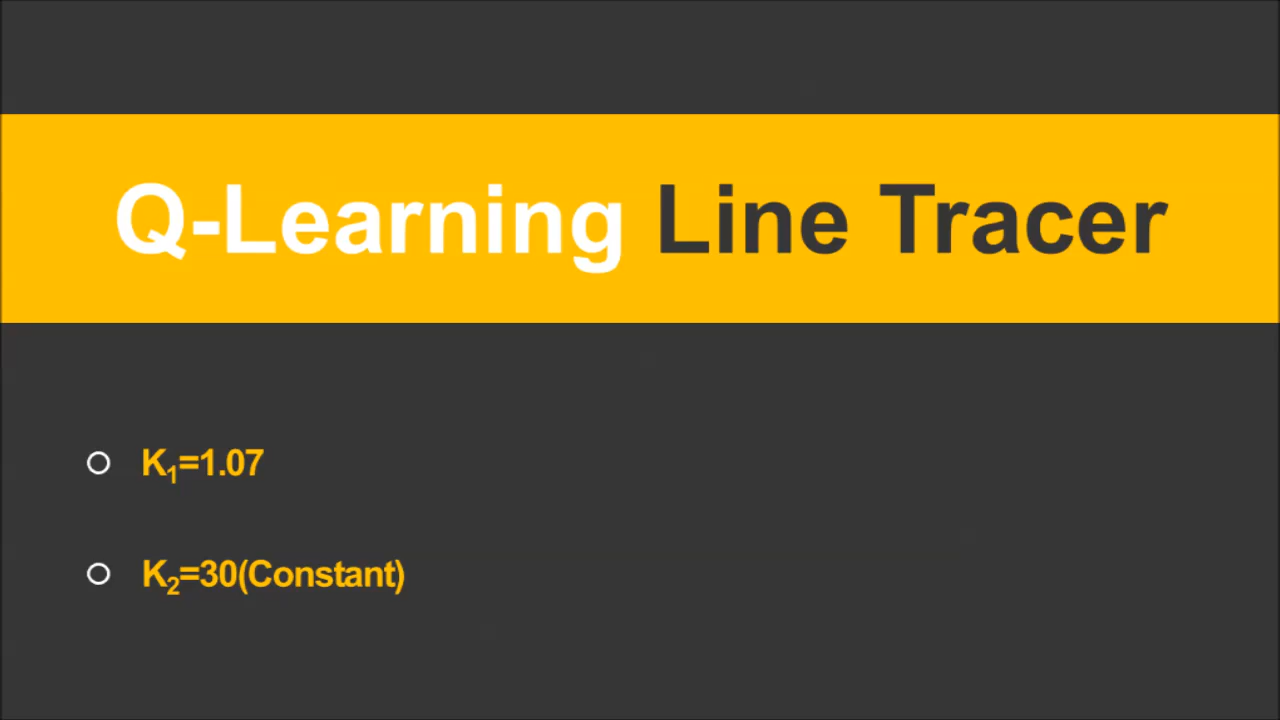 Q-Learning Line Tracer
K₁=1.07
K₂=30(Constant)